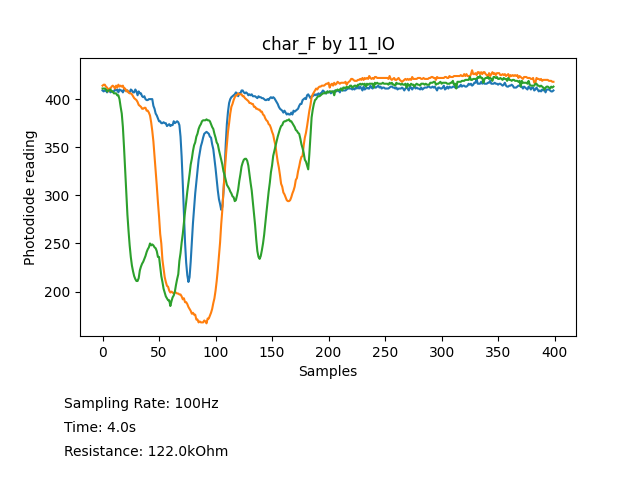 char_F by 11_IO
Photodiode reading
400
350
300
250
200
0 50 100 150 200 250 300 350 400
Samples
Sampling Rate: 100Hz
Time: 4.0s
Resistance: 122.0kOhm